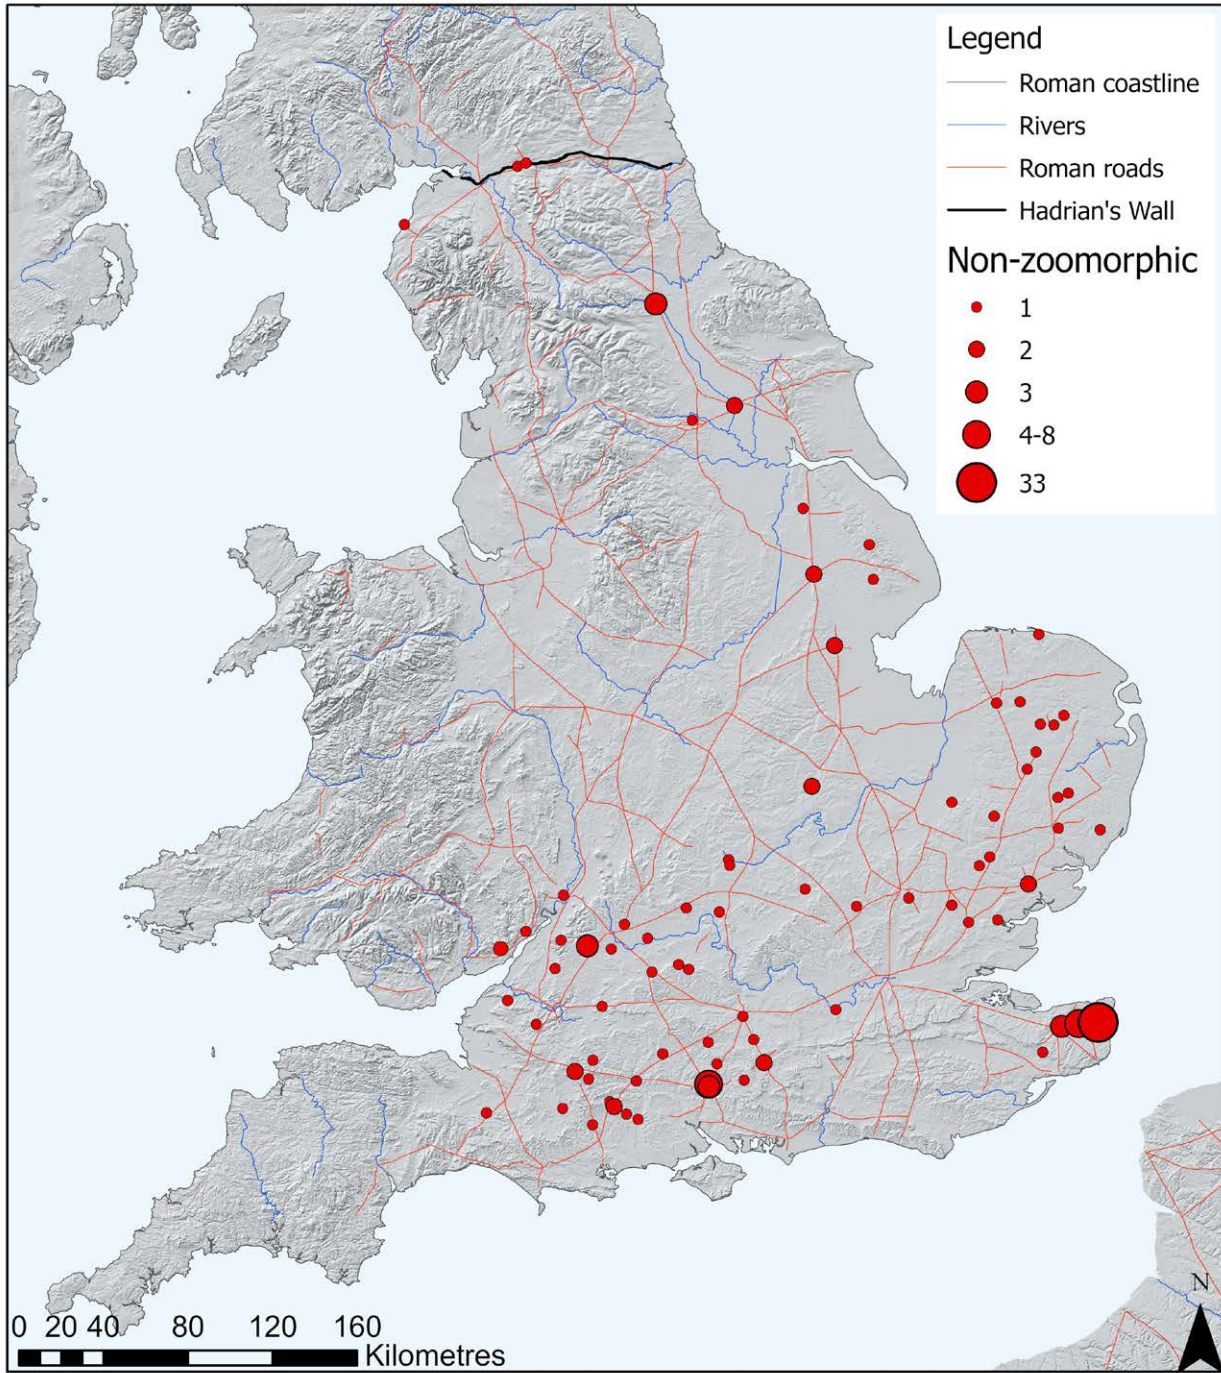 Legend
Roman coastline
Rivers
Roman roads
Hadrian's Wall
Non-zoomorphic
1
2
3
4-8
33
N
0 20 40 80 120 160
Kilometres